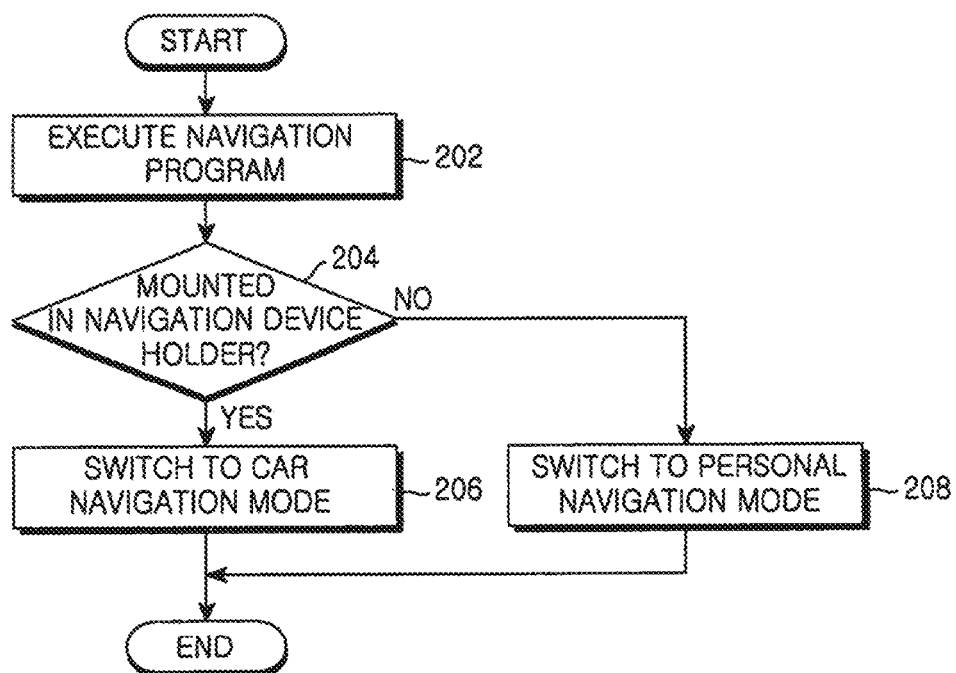 START
EXECUTE NAVIGATION
PROGRAM
202
204
MOUNTED
IN NAVIGATION DEVICE
HOLDER?
NO
YES
SWITCH TO CAR
NAVIGATION MODE
206
SWITCH TO PERSONAL
NAVIGATION MODE
208
END